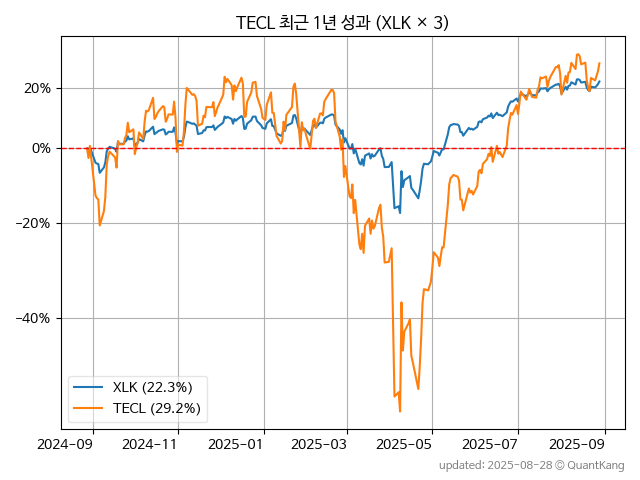 TECL 최근 1년 성과 (XLK × 3)
20%
0%
−20%
−40%
XLK (22.3%)
TECL (29.2%)
2024-09 2024-11 2025-01 2025-03 2025-05 2025-07 2025-09
updated: 2025-08-28 © QuantKang